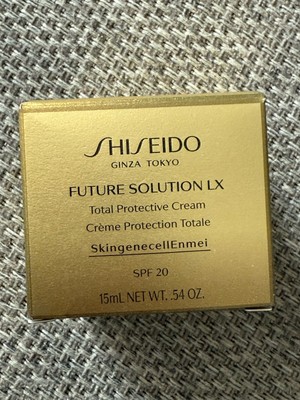 SHISEIDO
GINZA TOKYO
FUTURE SOLUTION LX
Total Protective Cream
Crème Protection Totale
SkingenecellEnmei
SPF 20
15mL NET WT. .54 OZ.